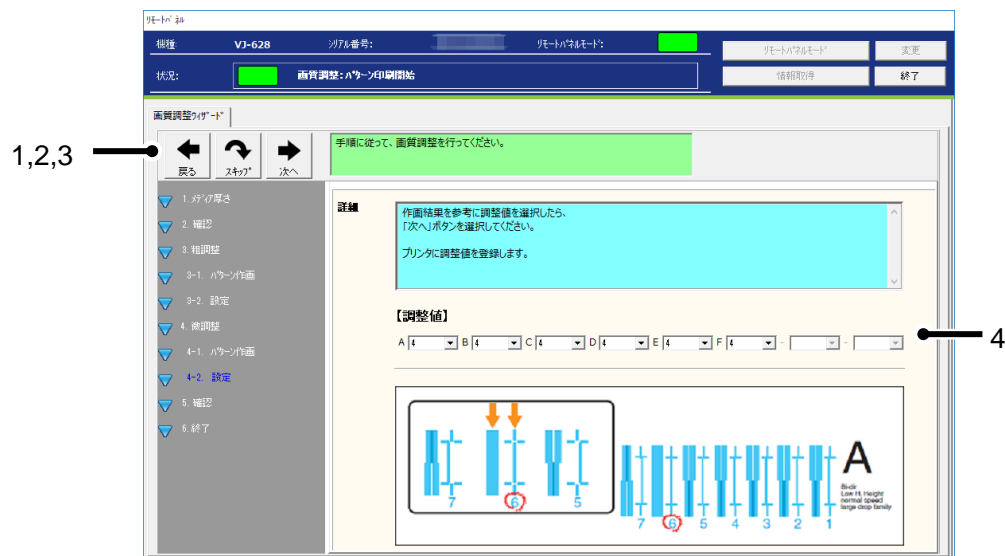 ﾘﾓｰﾄﾊﾟﾈﾙ
機種: VJ-628 ｼﾘｱﾙ番号: ﾘﾓｰﾄﾊﾟﾈﾙﾓｰﾄﾞ: ﾘﾓｰﾄﾊﾟﾈﾙﾓｰﾄﾞ 変更
状況: 画質調整:ﾊﾟﾀｰﾝ印刷開始 情報取得 終了
画質調整ｳｨｻﾞｰﾄﾞ
1,2,3
戻る ｽｷｯﾌﾟ 次へ
手順に従って、画質調整を行ってください。
1. ﾒﾃﾞｨｱ厚さ
2. 確認
3. 粗調整
3-1. ﾊﾟﾀｰﾝ作画
3-2. 設定
4. 微調整
4-1. ﾊﾟﾀｰﾝ作画
4-2. 設定
5. 確認
6. 終了
詳細
作画結果を参考に調整値を選択したら、
「次へ」ボタンを選択してください。
プリンタに調整値を登録します。
【調整値】
A 4 B 4 C 4 D 4 E 4 F 4 - -
4
7 6 5
7 6 5 4 3 2 1
A
Bi-dir
Low H, Height
normal speed
large drop family